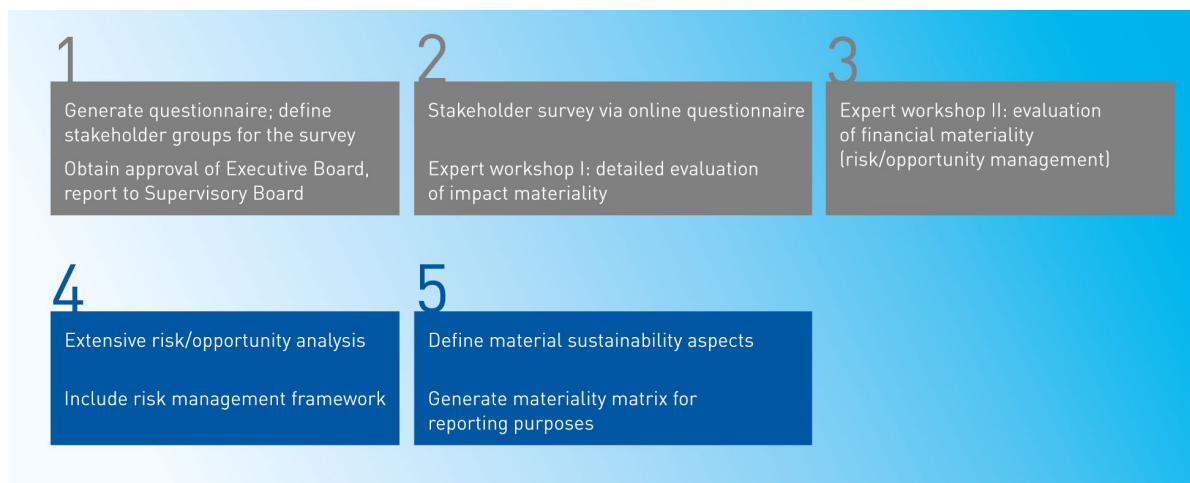 1
Generate questionnaire; define
stakeholder groups for the survey
Obtain approval of Executive Board,
report to Supervisory Board
2
Stakeholder survey via online questionnaire
Expert workshop I: detailed evaluation
of impact materiality
3
Expert workshop II: evaluation
of financial materiality
(risk/opportunity management)
4
Extensive risk/opportunity analysis
Include risk management framework
5
Define material sustainability aspects
Generate materiality matrix for
reporting purposes